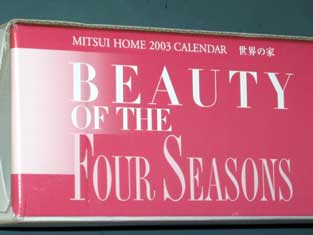 MITSUI HOME 2003 CALENDAR 世界の家
BEAUTY
OF THE
FOUR SEASONS